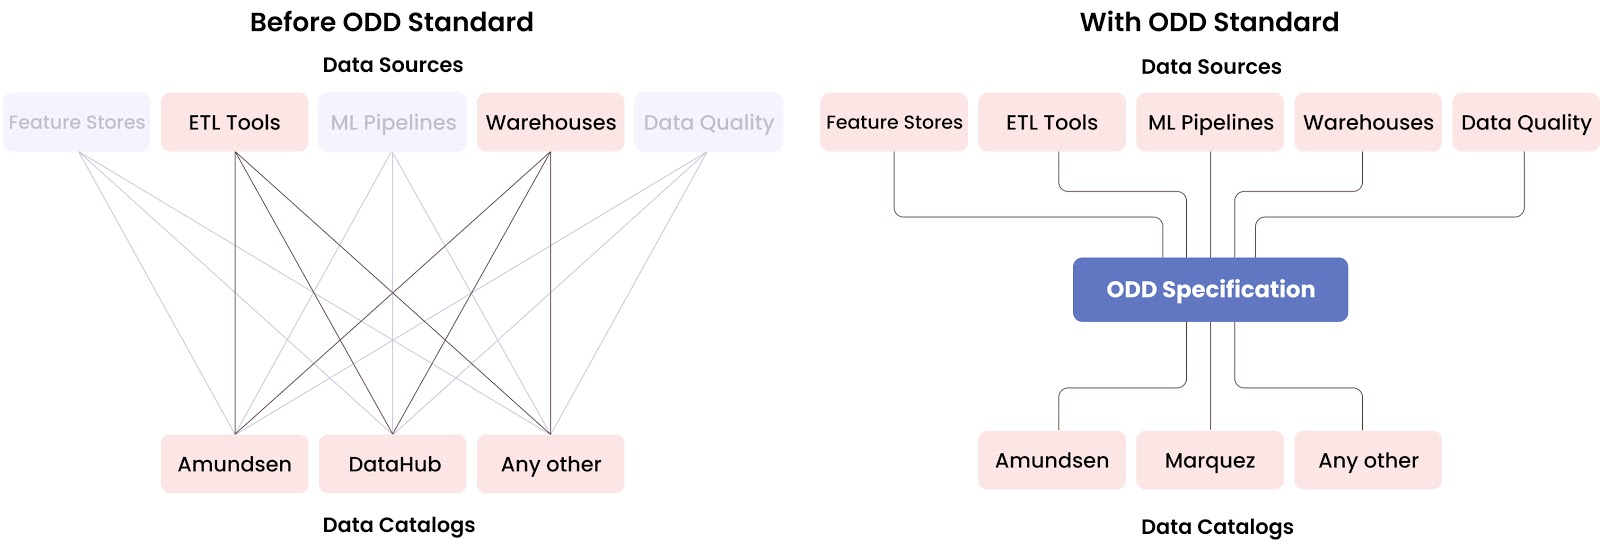 Before ODD Standard
Data Sources
Feature Stores
ETL Tools
ML Pipelines
Warehouses
Data Quality
Amundsen
DataHub
Any other
Data Catalogs
With ODD Standard
Data Sources
Feature Stores
ETL Tools
ML Pipelines
Warehouses
Data Quality
ODD Specification
Amundsen
Marquez
Any other
Data Catalogs